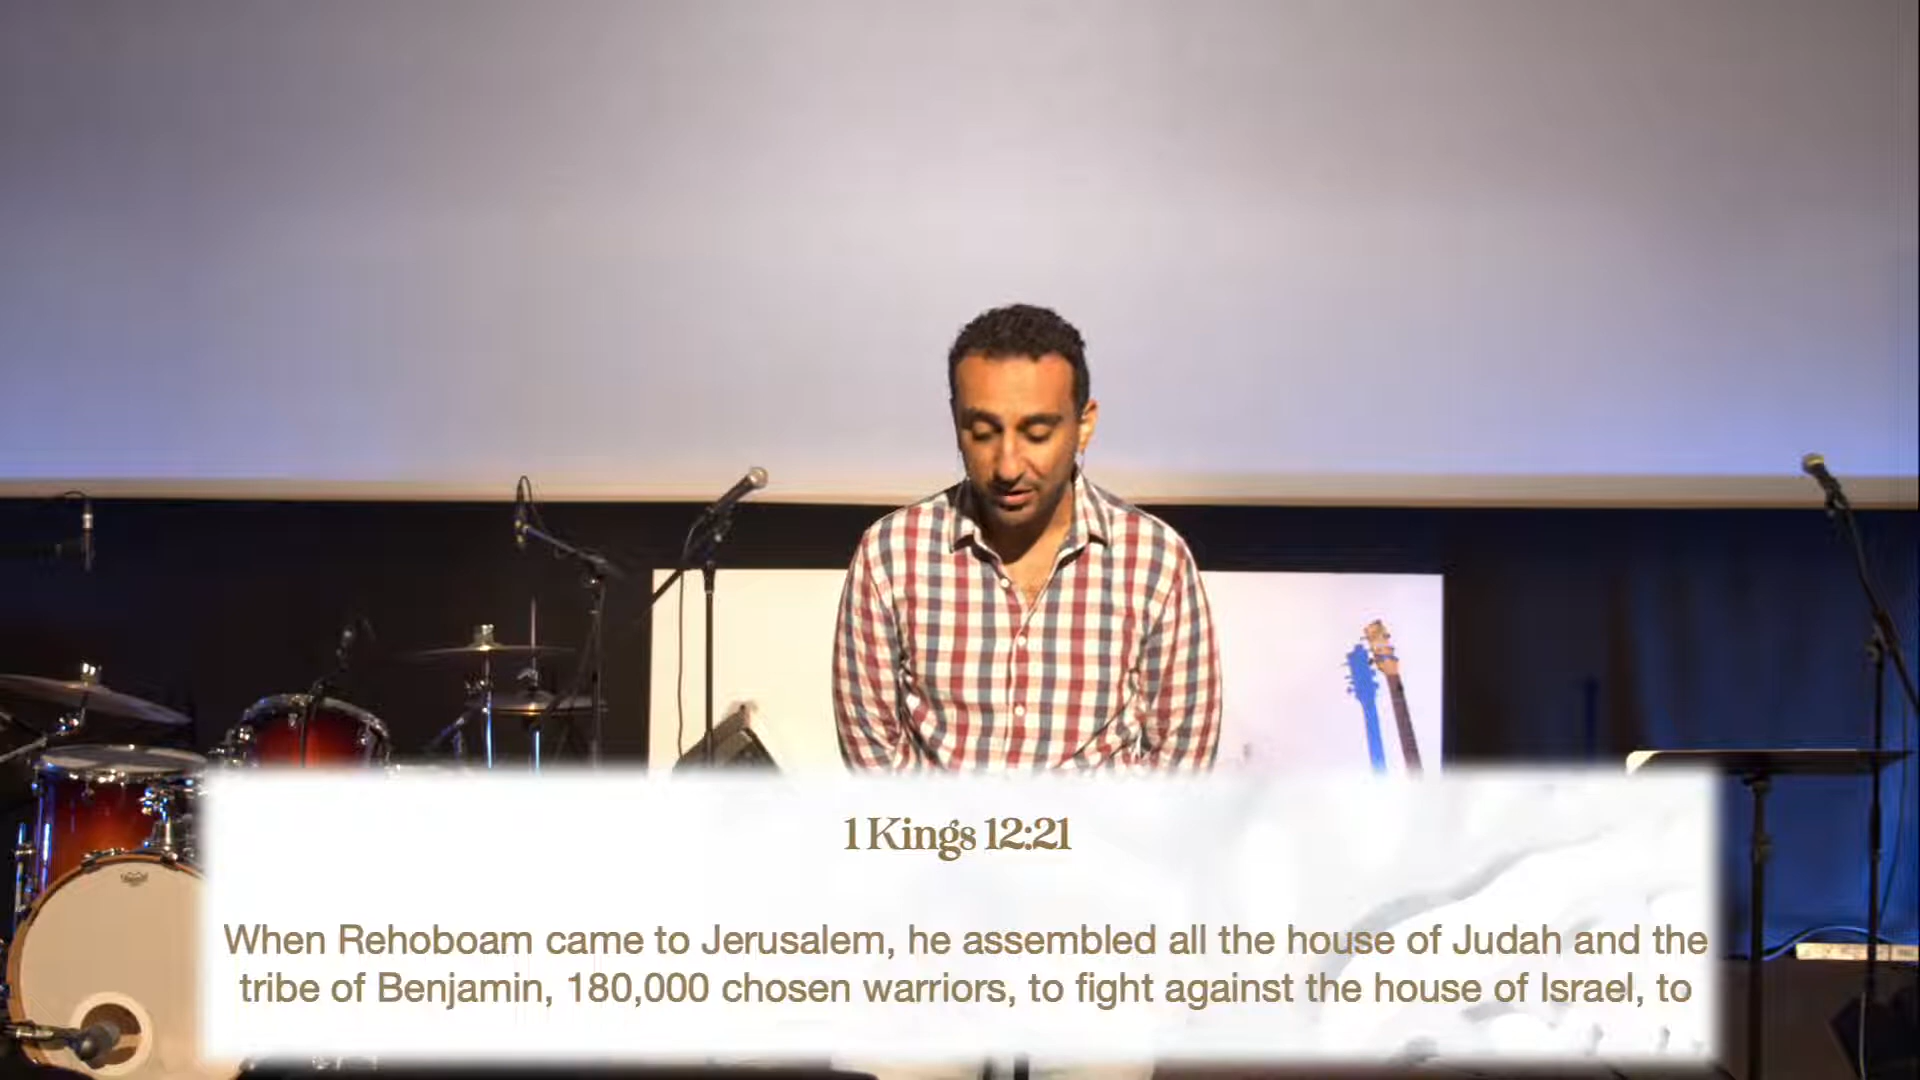 1 Kings 12:21
When Rehoboam came to Jerusalem, he assembled all the house of Judah and the
tribe of Benjamin, 180,000 chosen warriors, to fight against the house of Israel, to